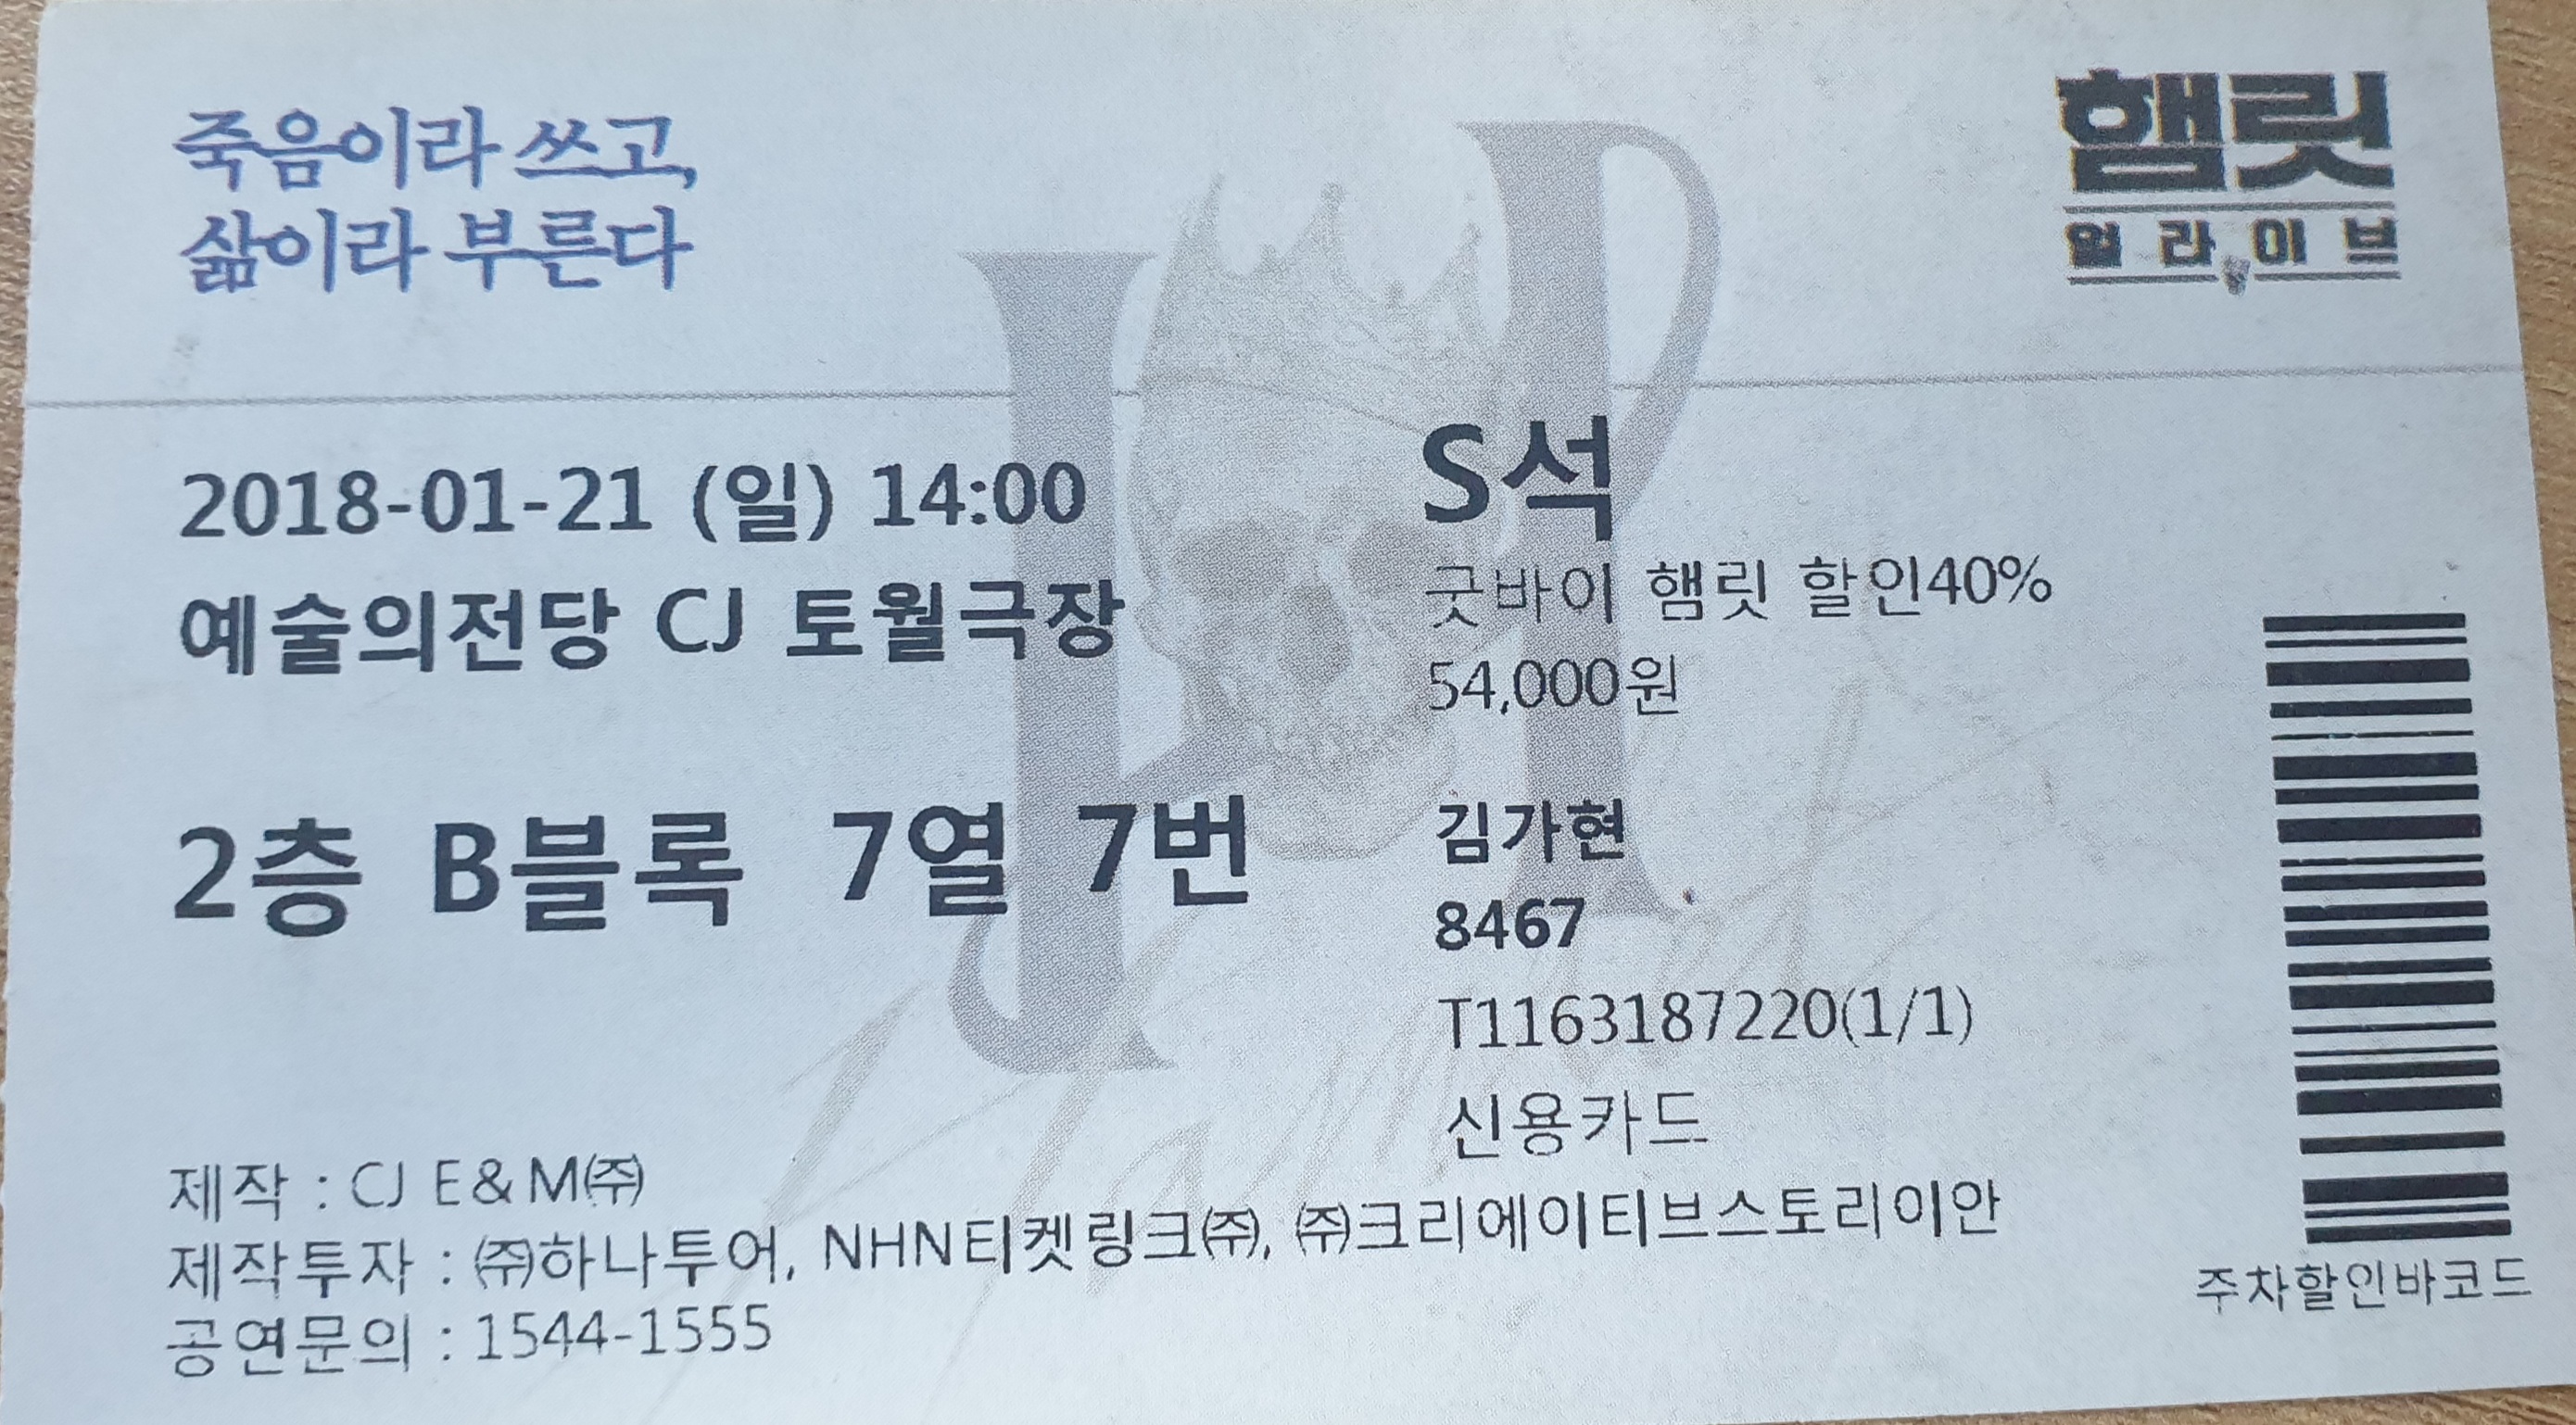 죽음이라 쓰고,
삶이라 부른다
햄릿
얼라이브
2018-01-21 (일) 14:00
예술의전당 CJ 토월극장
2층 B블록 7열 7번
S석
굿바이 햄릿 할인40%
54,000원
김가현
8467
T1163187220(1/1)
신용카드
제작 : CJ E&M㈜
제작투자 : ㈜하나투어, NHN티켓링크㈜, ㈜크리에이티브스토리이안
공연문의 : 1544-1555
주차할인바코드